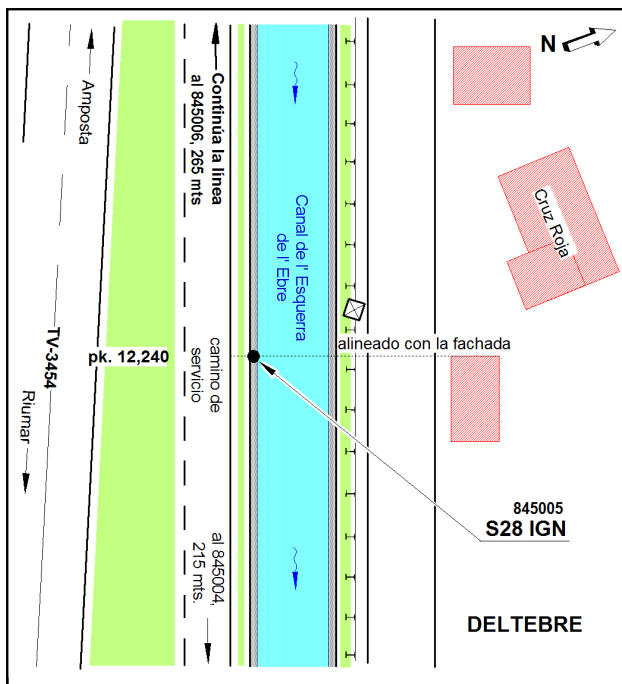 N
Amposta
Continúa la línea
al 845006, 265 mts
Canal de l' Esquerra
de l' Ebre
Cruz Roja
alineado con la fachada
TV-3454
pk. 12,240
camino de
servicio
Riumar
845005
S28 IGN
al 845004,
215 mts.
DELTEBRE